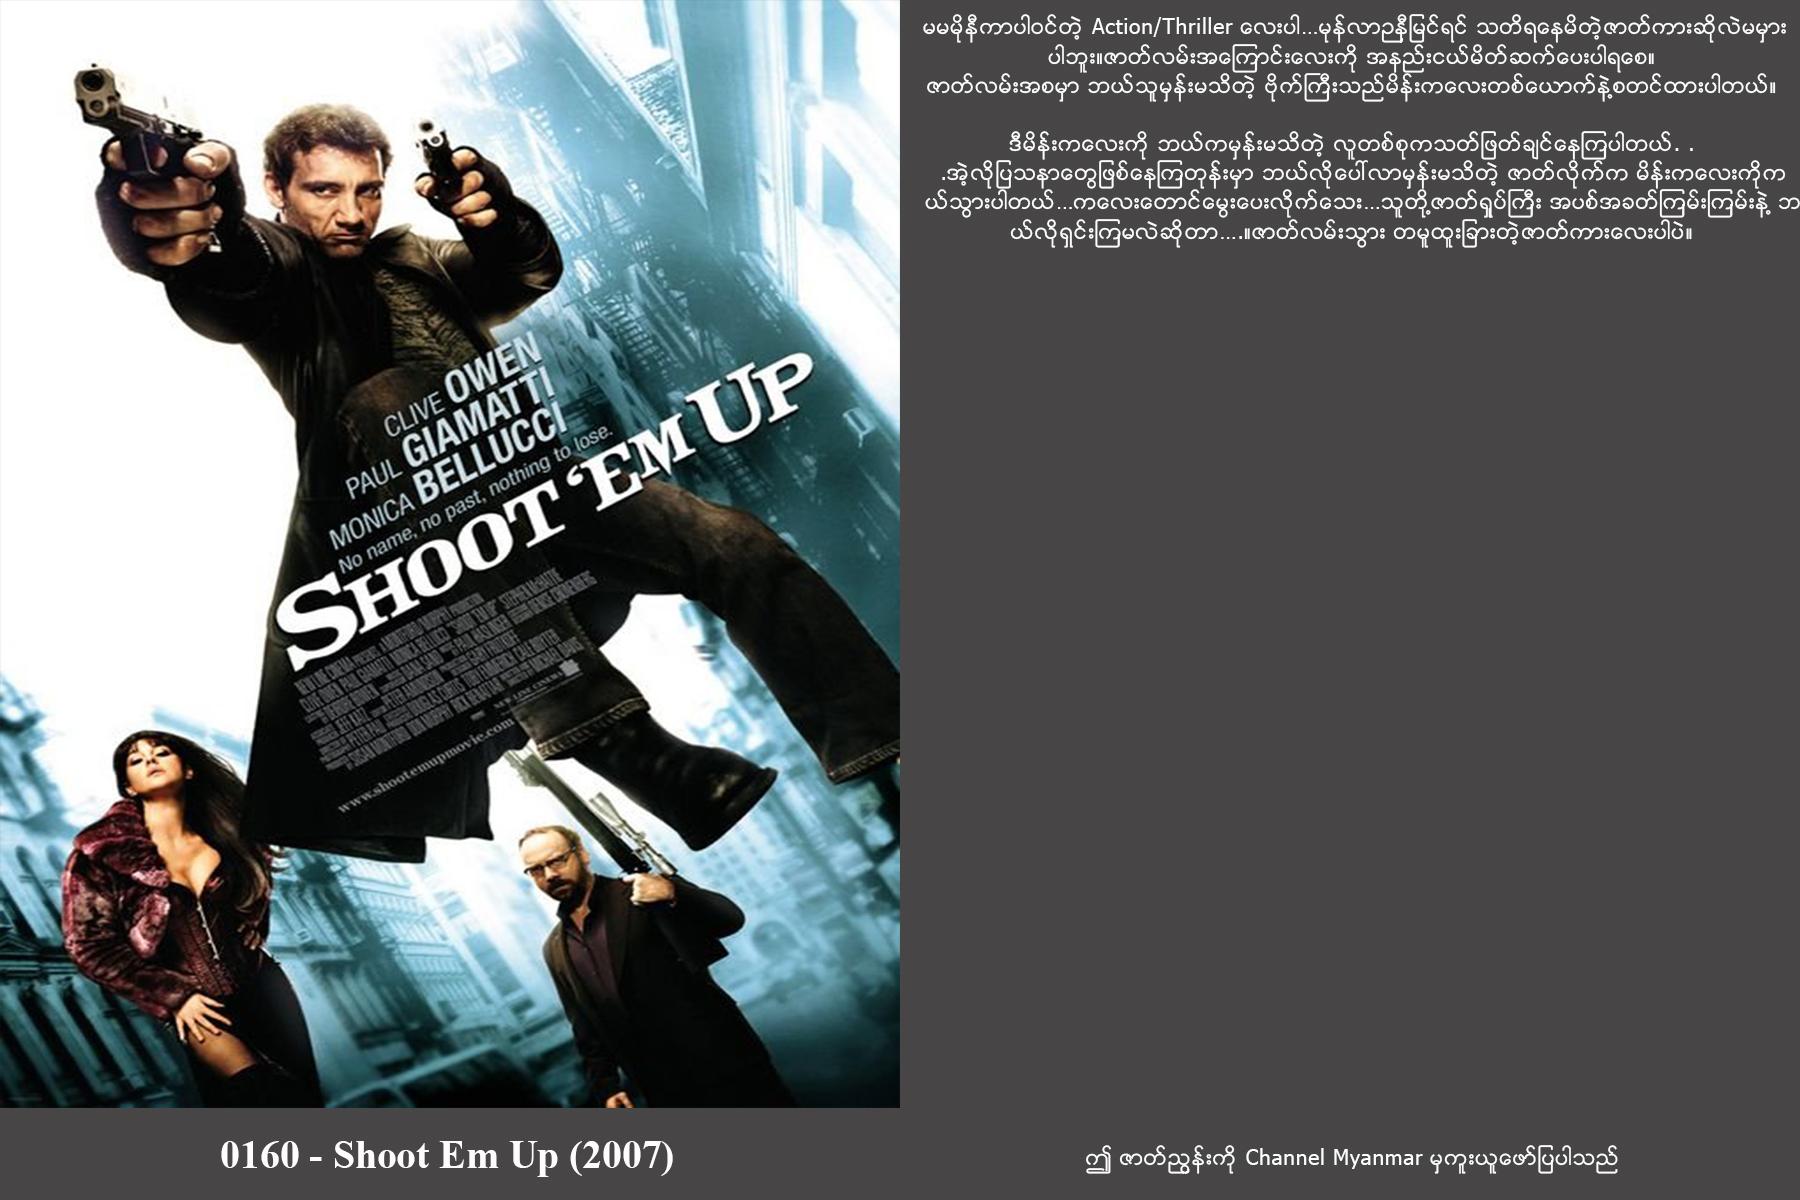 CLIVE OWEN
PAUL GIAMATTI
MONICA BELLUCCI
No name, no past, nothing to lose.
SHOOT 'EM UP
www.shootemupmovie.com
0160 - Shoot Em Up (2007)
မမမိုနီကာပါဝင်တဲ့ Action/Thriller လေးပါ...မုန်လာဉနီမြင်ရင် သတိရနေမိတဲ့ဇာတ်ကားဆိုလဲမမှား
ပါဘူး။ဇာတ်လမ်းအကြောင်းလေးကို အနည်းငယ်မိတ်ဆက်ပေးပါရစေ။
ဇာတ်လမ်းအစမှာ ဘယ်သူမှန်းမသိတဲ့ ဗိုက်ကြီးသည်မိန်းကလေးတစ်ယောက်နဲ့စတင်ထားပါတယ်။
ဒီမိန်းကလေးကို ဘယ်ကမှန်းမသိတဲ့ လူတစ်စုကသတ်ဖြတ်ချင်နေကြပါတယ်. .
.အဲ့လိုပြသနာတွေဖြစ်နေကြတုန်းမှာ ဘယ်လိုပေါ်လာမှန်းမသိတဲ့ ဇာတ်လိုက်က မိန်းကလေးကိုက
ယ်သွားပါတယ်...ကလေးတောင်မွေးပေးလိုက်သေး...သူတို့ဇာတ်ရှုပ်ကြီး အပစ်အခတ်ကြမ်းကြမ်းနဲ့ ဘ
ယ်လိုရှင်းကြမလဲဆိုတာ....။ဇာတ်လမ်းသွား တမူထူးခြားတဲ့ဇာတ်ကားလေးပါပဲ။
ဤ ဇာတ်ညွှန်းကို Channel Myanmar မှကူးယူဖော်ပြပါသည်